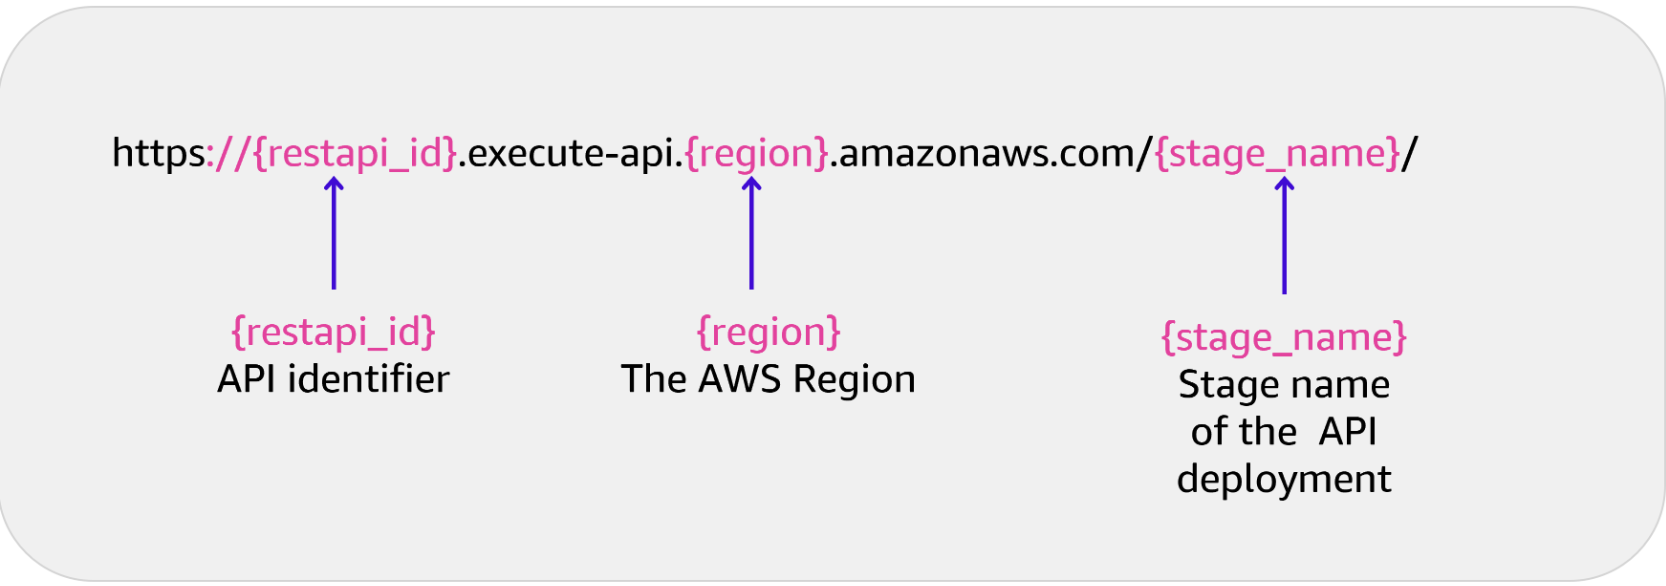 https://{restapi_id}.execute-api.{region}.amazonaws.com/{stage_name}/
{restapi_id}
API identifier
{region}
The AWS Region
{stage_name}
Stage name
of the  API
deployment